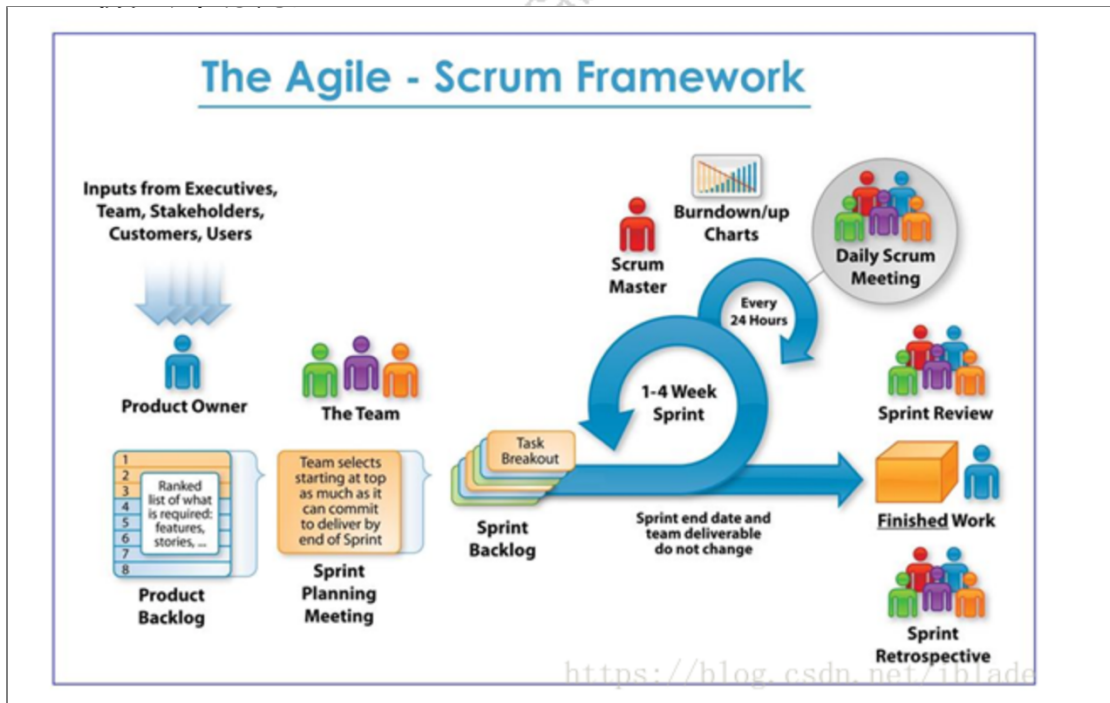 The Agile - Scrum Framework
Inputs from Executives,
Team, Stakeholders,
Customers, Users
Product Owner
The Team
1
2
3
4
5
6
7
8
Ranked
list of what
is required:
features,
stories, ...
Product
Backlog
Team selects
starting at top
as much as it
can commit
to deliver by
end of Sprint
Sprint
Planning
Meeting
Task
Breakout
Sprint
Backlog
Scrum
Master
Burndown/up
Charts
Every
24 Hours
Daily Scrum
Meeting
1-4 Week
Sprint
Sprint end date and
team deliverable
do not change
Sprint Review
Finished Work
Sprint
Retrospective
https://blog.csdn.net/iblade